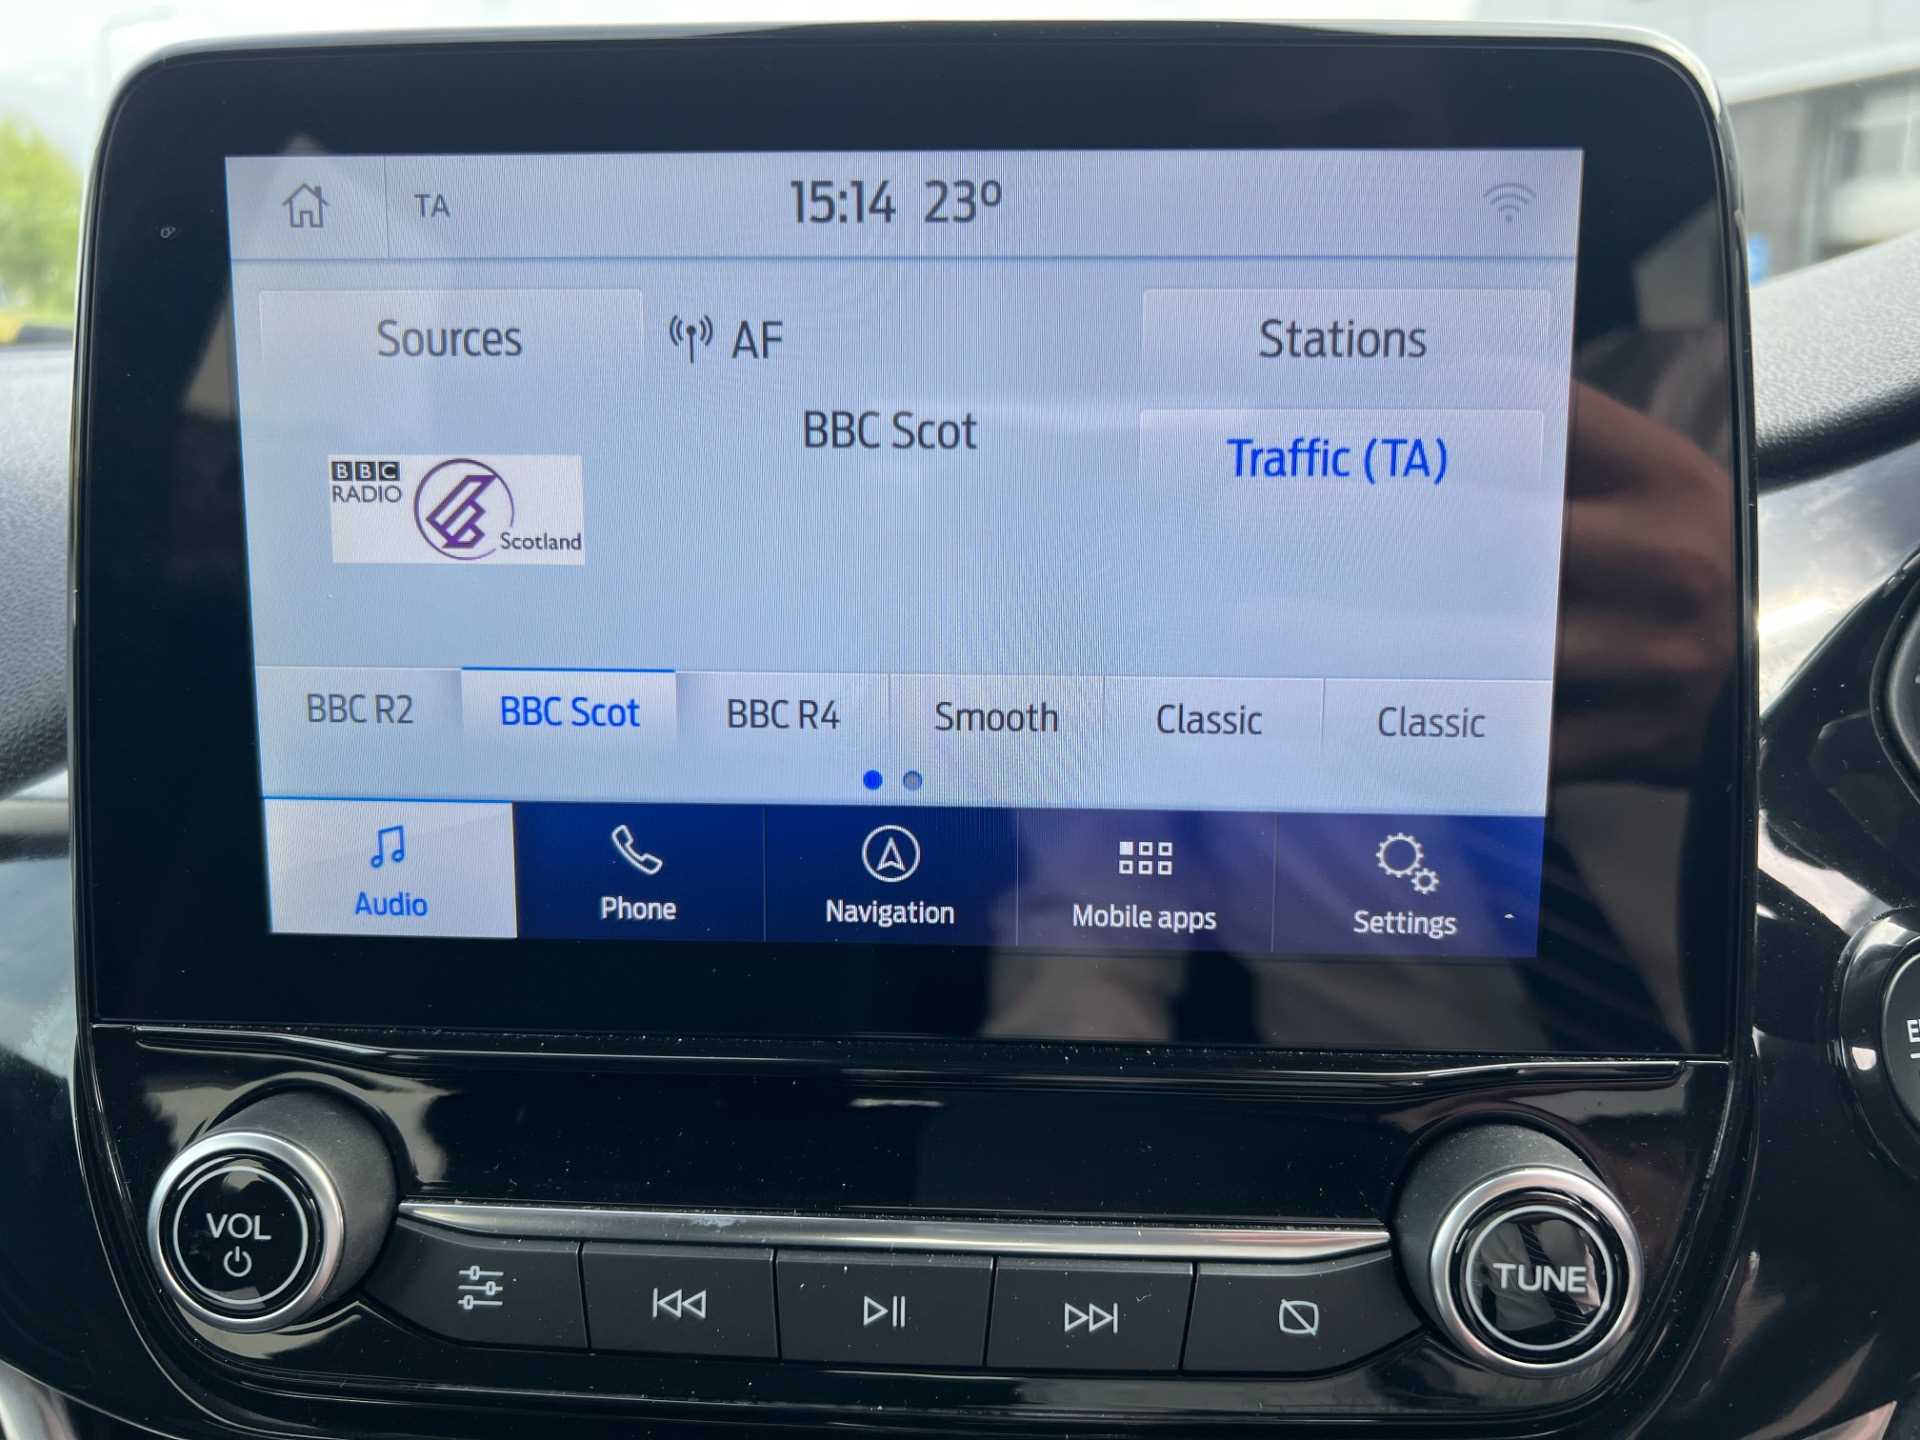 TA
15:14 23º
Sources
AF
Stations
BBC Scot
Traffic (TA)
BBC
RADIO
Scotland
BBC R2
BBC Scot
BBC R4
Smooth
Classic
Classic
Audio
Phone
Navigation
Mobile apps
Settings
VOL
TUNE